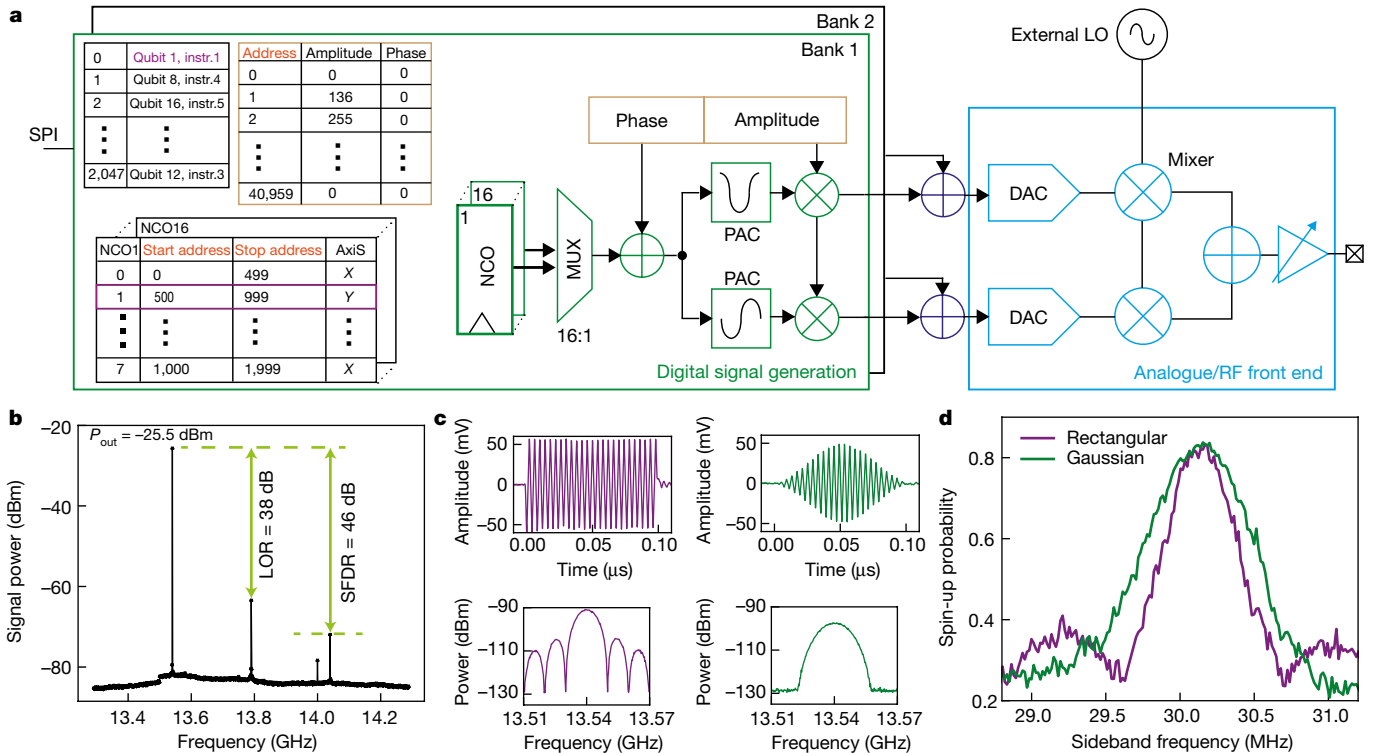 a
Bank 2
Bank 1
External LO
SPI
0 Qubit 1, instr.1
1 Qubit 8, instr.4
2 Qubit 16, instr.5
2,047 Qubit 12, instr.3
Address Amplitude Phase
0 0 0
1 136 0
2 255 0
40,959 0 0
NCO16
NCO1 Start address Stop address AxiS
0 0 499 X
1 500 999 Y
7 1,000 1,999 X
16
1
NCO
MUX
16:1
Phase Amplitude
PAC
PAC
Digital signal generation
DAC
DAC
Mixer
Analogue/RF front end
b
Pout = –25.5 dBm
LOR = 38 dB
SFDR = 46 dB
Signal power (dBm)
–20
–40
–60
–80
13.4 13.6 13.8 14.0 14.2
Frequency (GHz)
c
Amplitude (mV)
50
0
–50
0.00 0.05 0.10
Time (µs)
Amplitude (mV)
50
0
–50
0.00 0.05 0.10
Time (µs)
Power (dBm)
–90
–110
–130
13.51 13.54 13.57
Frequency (GHz)
Power (dBm)
–90
–110
–130
13.51 13.54 13.57
Frequency (GHz)
d
Rectangular
Gaussian
Spin-up probability
0.8
0.6
0.4
0.2
29.0 29.5 30.0 30.5 31.0
Sideband frequency (MHz)